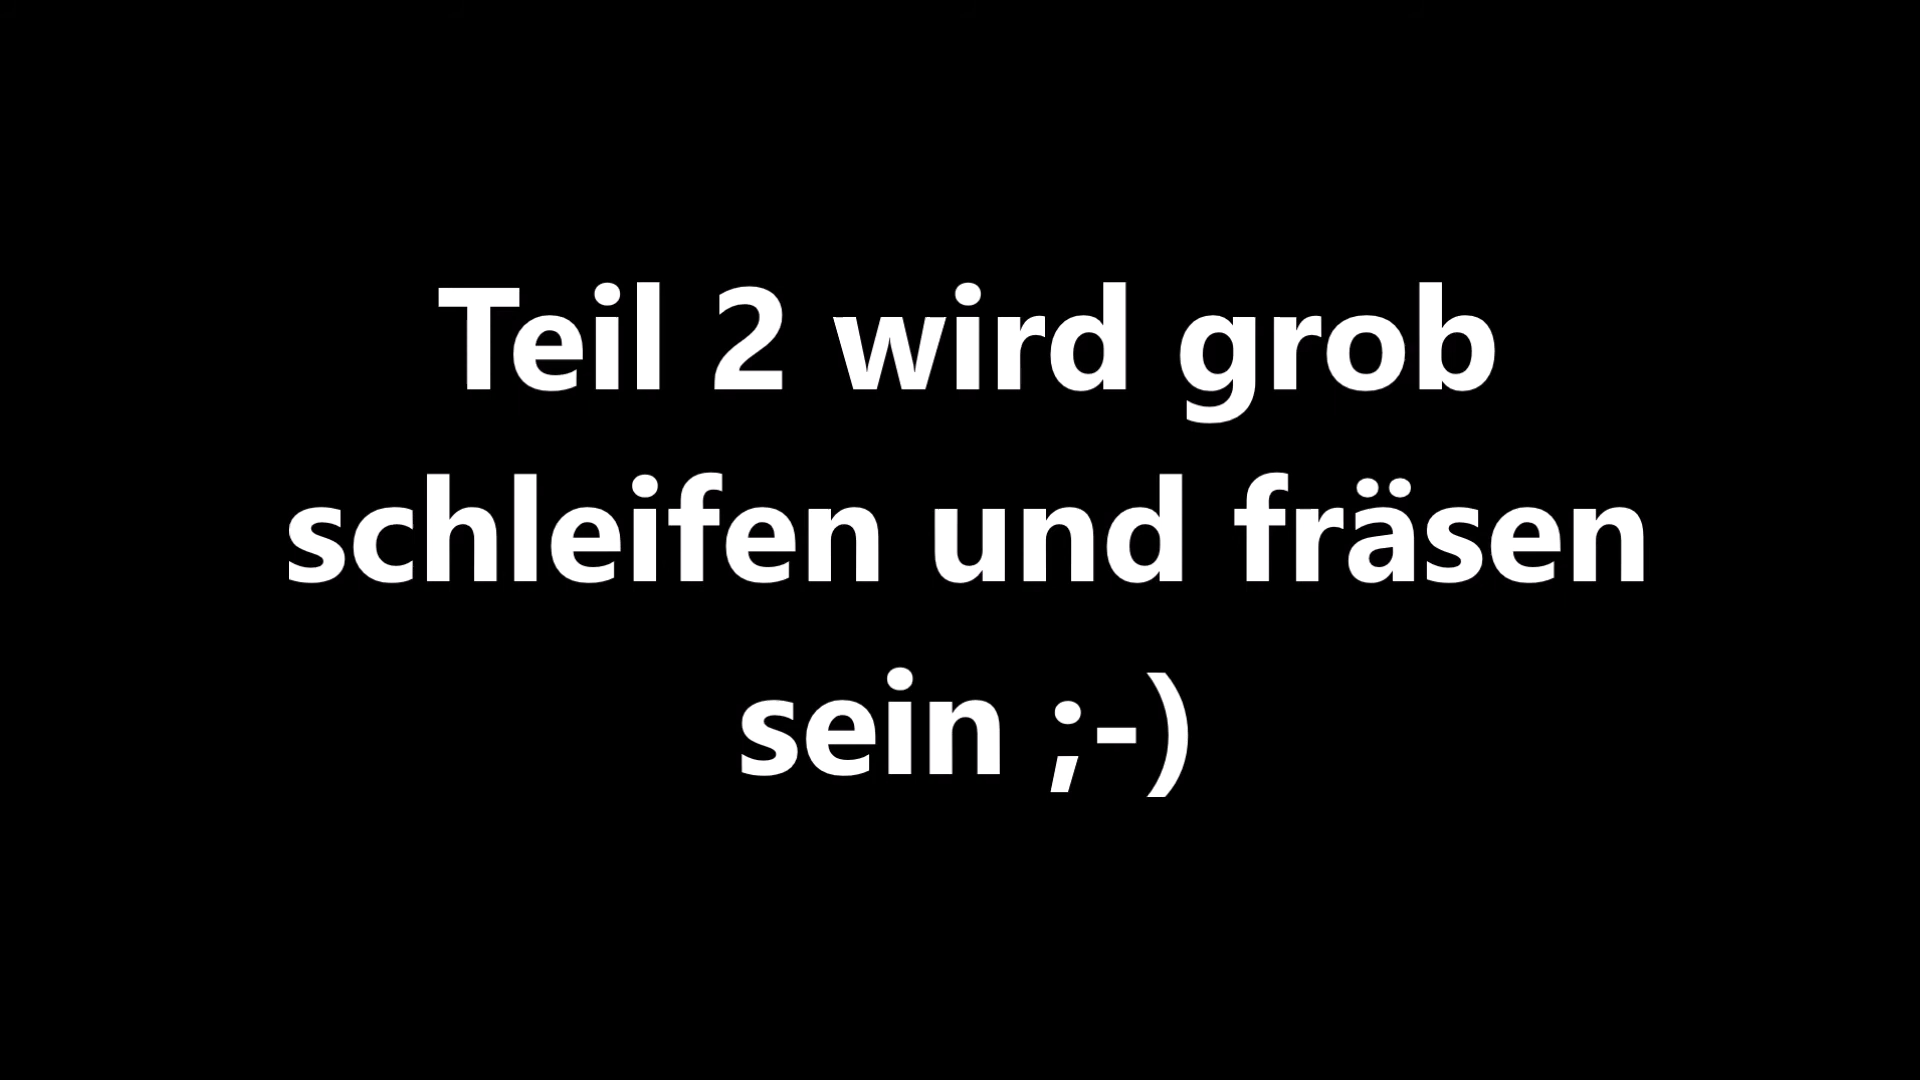 Teil 2 wird grob
schleifen und fräsen
sein ;-)